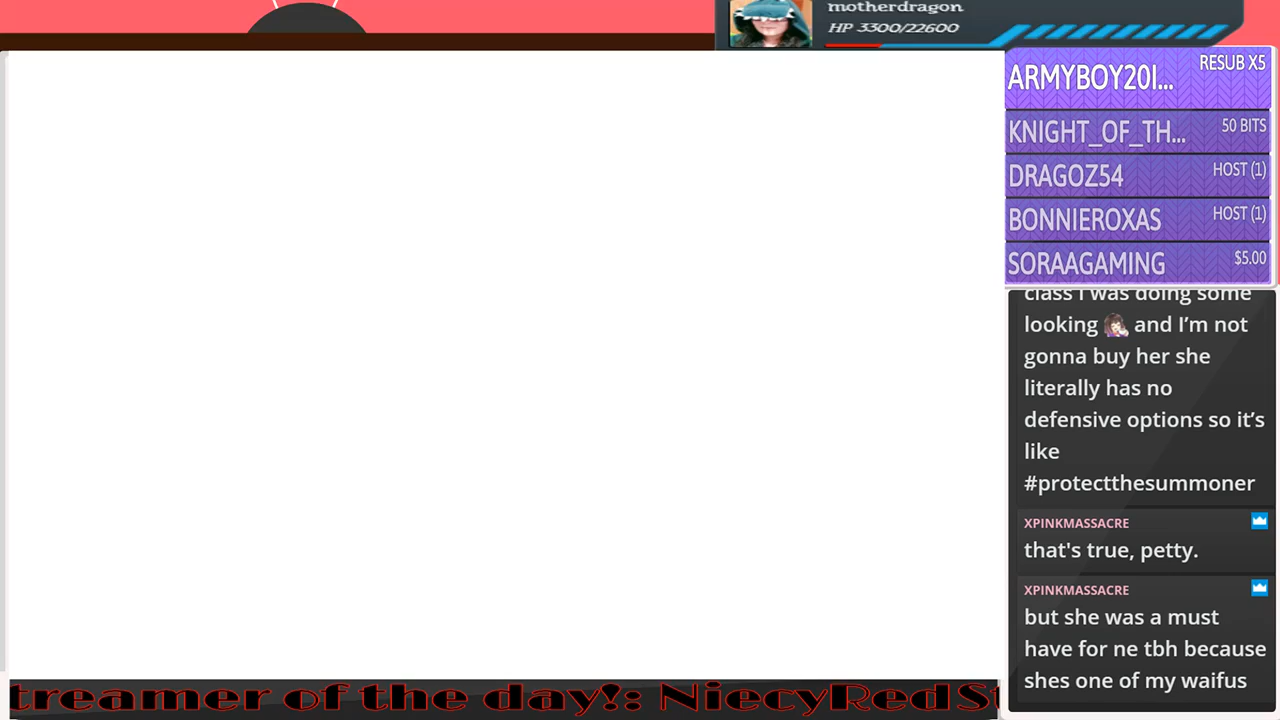 motherdragon
HP 3300/22600
ARMYBOY20I... RESUB X5
KNIGHT_OF_TH... 50 BITS
DRAGOZ54 HOST (1)
BONNIEROXAS HOST (1)
SORAAGAMING $5.00
class I was doing some
looking and I’m not
gonna buy her she
literally has no
defensive options so it’s
like
#protectthesummoner
XPINKMASSACRE
that's true, petty.
XPINKMASSACRE
but she was a must
have for ne tbh because
shes one of my waifus
treamer of the day!: NiecyRedSt